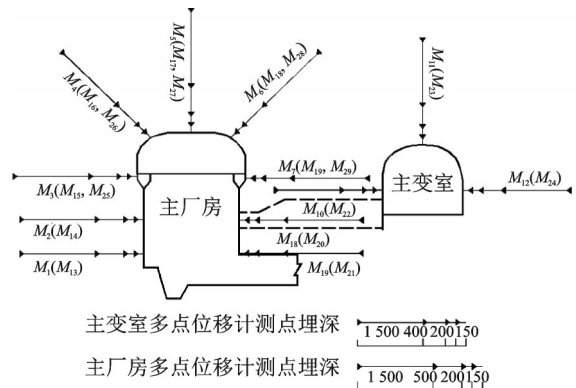 M5(M17, M27)
M4(M16, M26)
M6(M18, M28)
M11(M23)
M7(M19, M29)
M3(M15, M25)
主厂房
主变室
M12(M24)
M2(M14)
M10(M22)
M18(M20)
M1(M13)
M19(M21)
主变室多点位移计测点埋深
1 500 400 200 150
主厂房多点位移计测点埋深
1 500 500 200 150